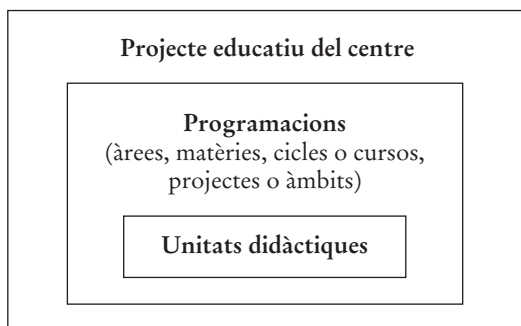 Projecte educatiu del centre
Programacions
(àrees, matèries, cicles o cursos,
projectes o àmbits)
Unitats didàctiques